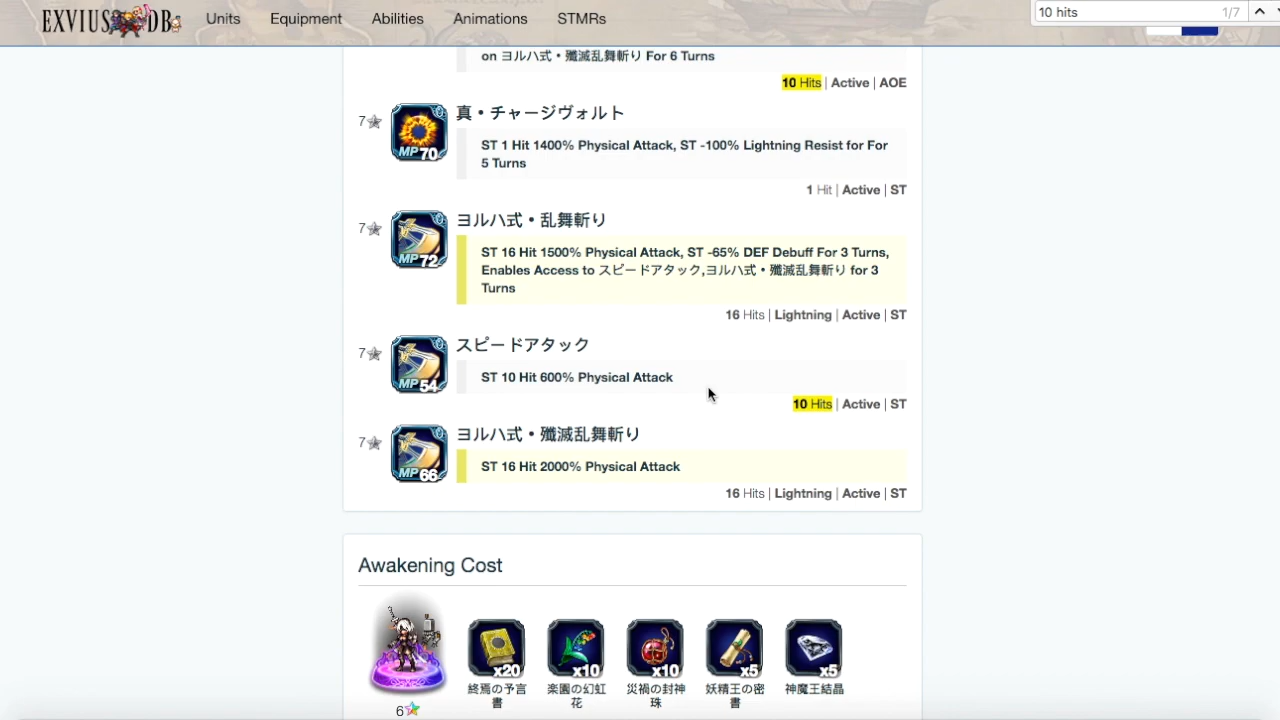 EXVIUS DB
Units
Equipment
Abilities
Animations
STMRs
10 hits
1/7
on ヨルハ式・殲滅乱舞斬り For 6 Turns
10 Hits | Active | AOE
7
MP70
真・チャージヴォルト
ST 1 Hit 1400% Physical Attack, ST -100% Lightning Resist for For
5 Turns
1 Hit | Active | ST
7
MP72
ヨルハ式・乱舞斬り
ST 16 Hit 1500% Physical Attack, ST -65% DEF Debuff For 3 Turns,
Enables Access to スピードアタック,ヨルハ式・殲滅乱舞斬り for 3
Turns
16 Hits | Lightning | Active | ST
7
MP54
スピードアタック
ST 10 Hit 600% Physical Attack
10 Hits | Active | ST
7
MP66
ヨルハ式・殲滅乱舞斬り
ST 16 Hit 2000% Physical Attack
16 Hits | Lightning | Active | ST
Awakening Cost
x20
x10
x10
x5
x5
終焉の予言
書
楽園の幻虹
花
災禍の封神
珠
妖精王の密
書
神魔王結晶
6